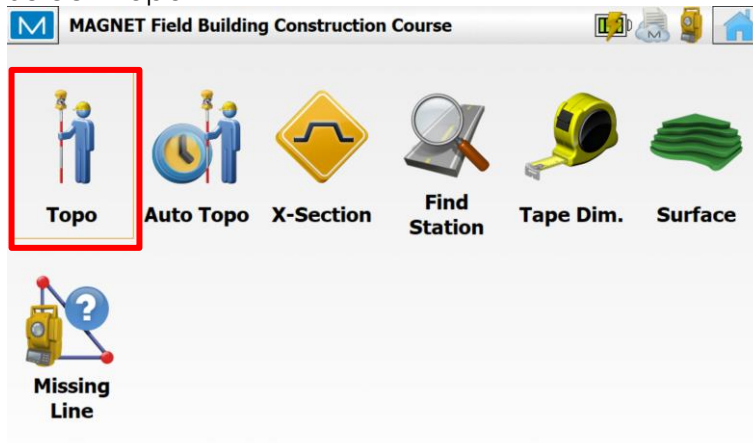 M MAGNET Field Building Construction Course M
Topo
Auto Topo
X-Section
Find
Station
Tape Dim.
Surface
?
Missing
Line